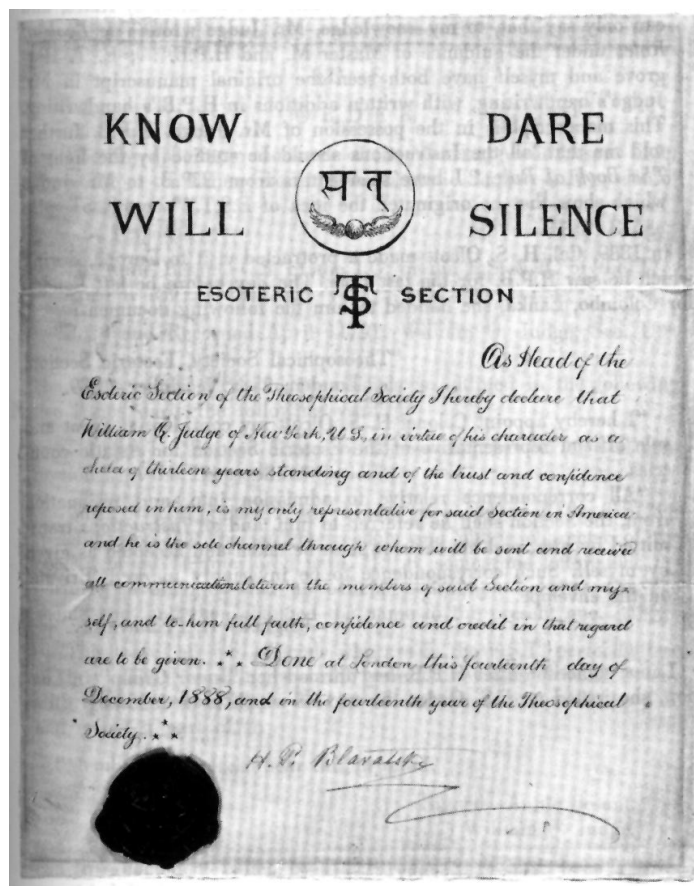 KNOW DARE
सत्
WILL SILENCE
ESOTERIC TS SECTION
As Head of the
Esoteric Section of the Theosophical Society I hereby declare that
William Q. Judge of New York, U.S., in virtue of his character as a
chela of thirteen years standing and of the trust and confidence
reposed in him, is my only representative for said Section in America
and he is the sole channel through whom will be sent and received
all communications between the members of said Section and my=
self, and to him full faith, confidence and credit in that regard
are to be given. *** Done at London this fourteenth day of
December, 1888, and in the fourteenth year of the Theosophical
Society. ***
H. P. Blavatsky